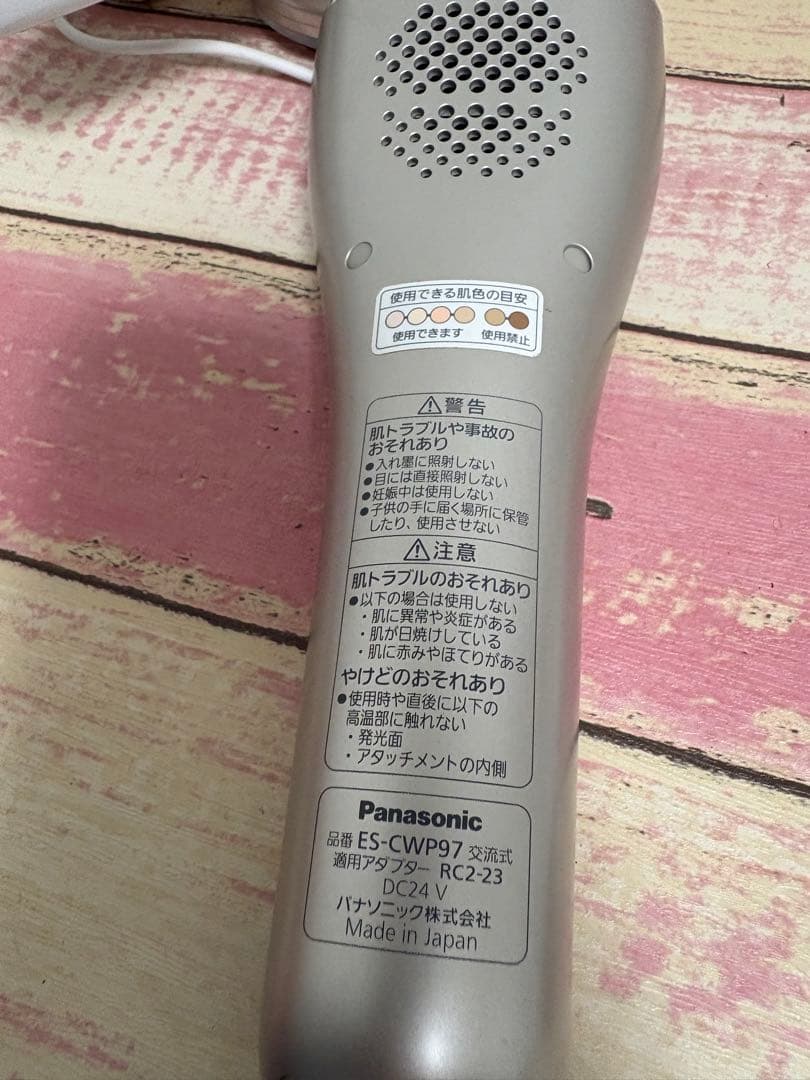 使用できる肌色の目安
使用できます 使用禁止
⚠警告
肌トラブルや事故の
おそれあり
●入れ墨に照射しない
●目には直接照射しない
●妊娠中は使用しない
●子供の手に届く場所に保管
したり、使用させない
⚠注意
肌トラブルのおそれあり
●以下の場合は使用しない
・肌に異常や炎症がある
・肌が日焼けしている
・肌に赤みやほてりがある
やけどのおそれあり
●使用時や直後に以下の
高温部に触れない
・発光面
・アタッチメントの内側
Panasonic
品番 ES-CWP97 交流式
適用アダプター RC2-23
DC24 V
パナソニック株式会社
Made in Japan